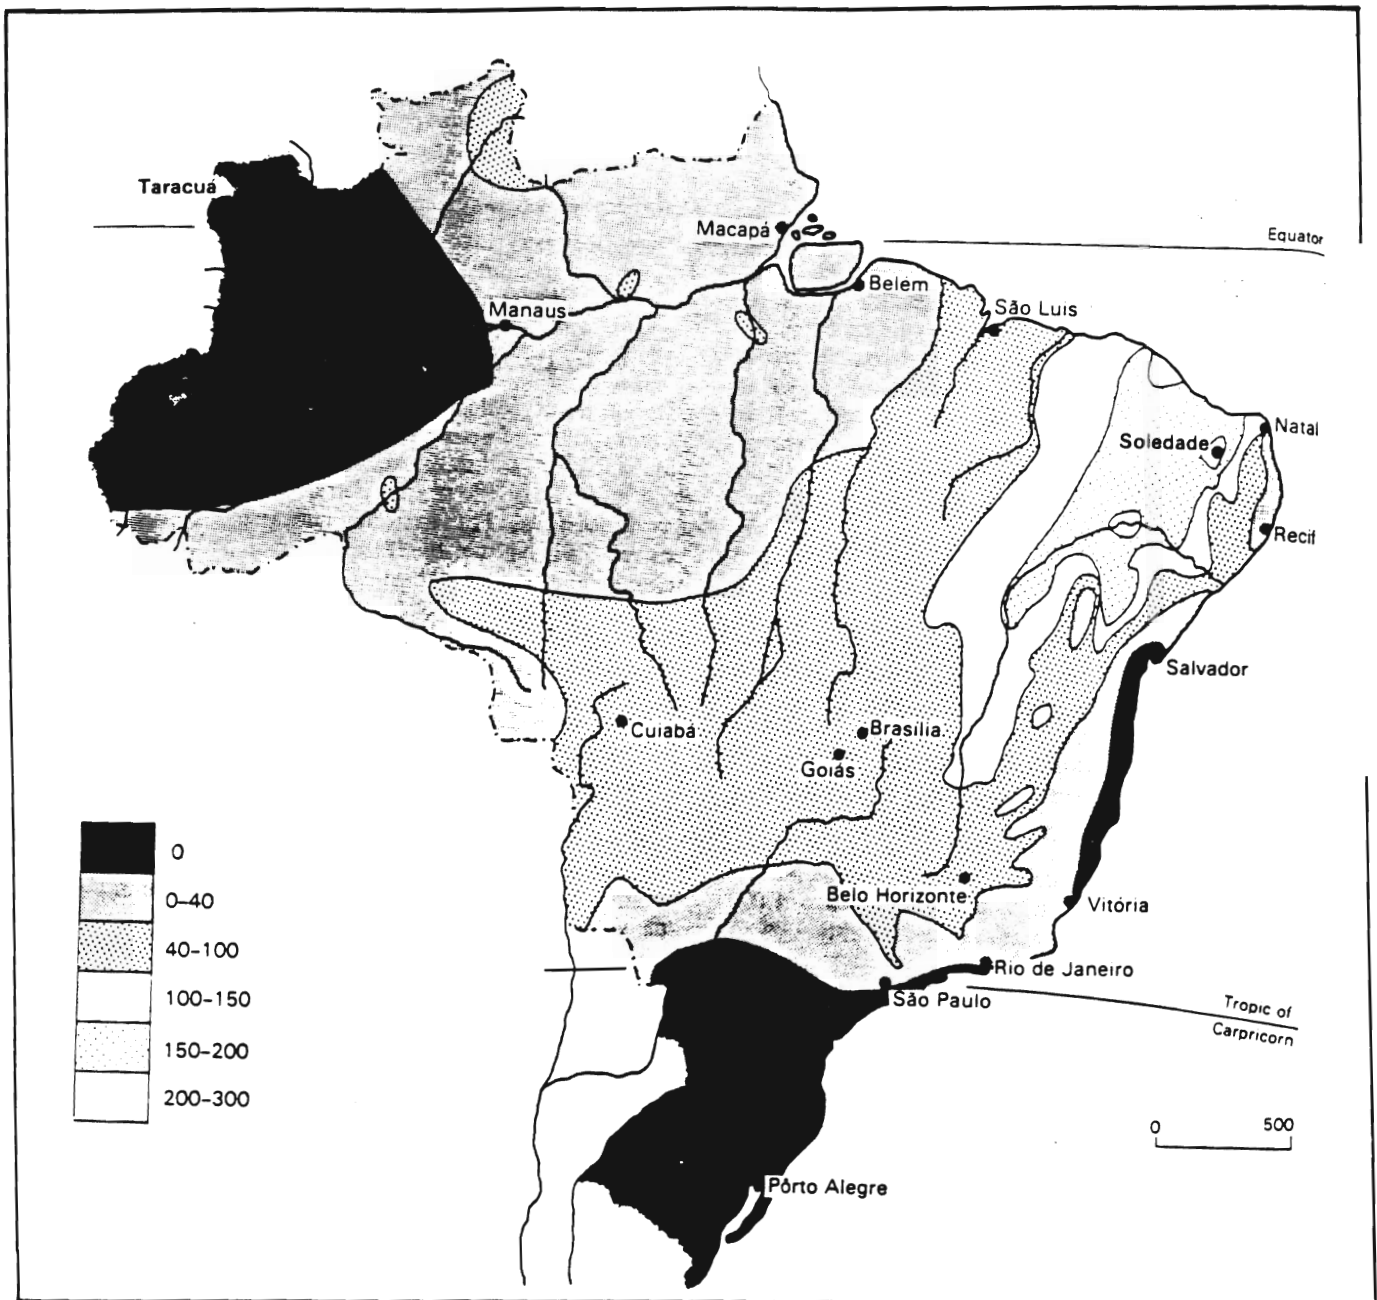 Taracuá
Macapá
Equator
Belém
São Luis
Manaus
Natal
Soledade
Recif
Salvador
Cuiabá
Brasilia
Goiás
0
0–40
40–100
100–150
150–200
200–300
Belo Horizonte
Vitória
Rio de Janeiro
São Paulo
Tropic of
Carpricorn
0 500
Pôrto Alegre